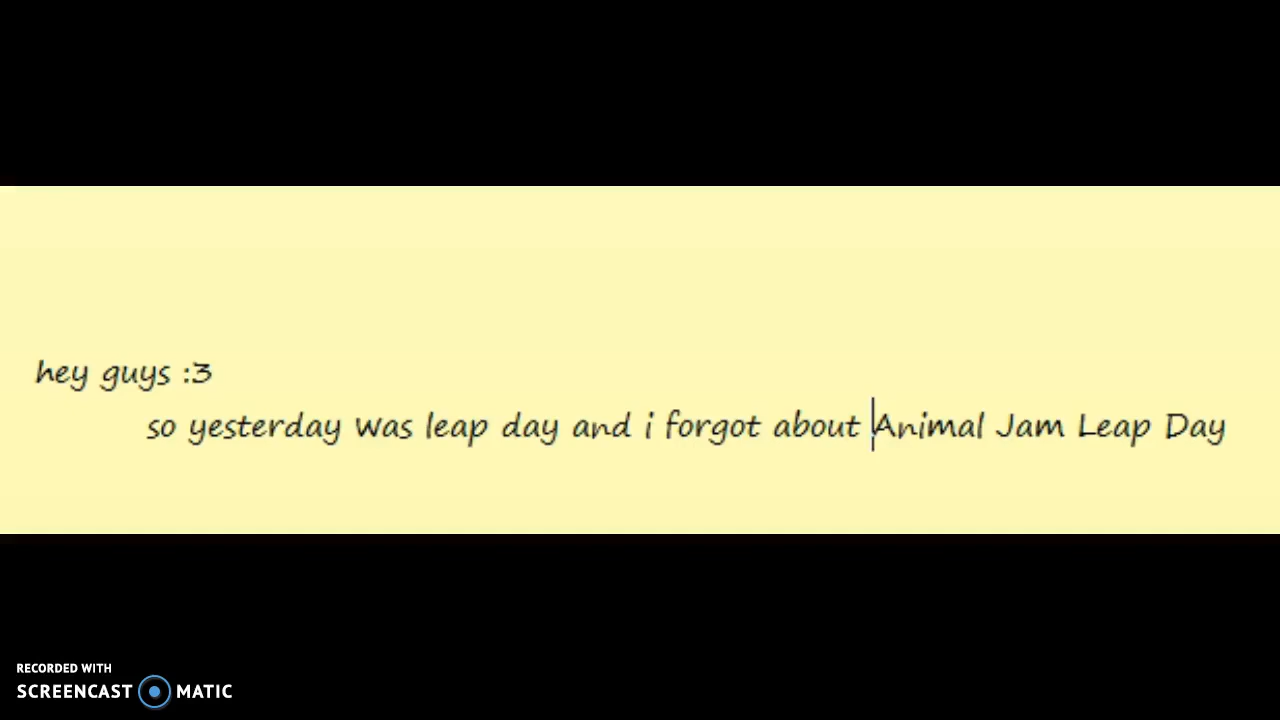 hey guys :3
so yesterday was leap day and i forgot about Animal Jam Leap Day
RECORDED WITH
SCREENCAST MATIC